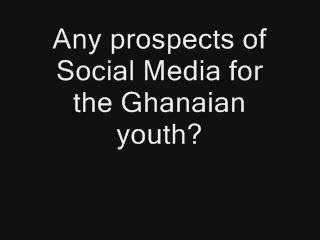 Any prospects of
Social Media for
the Ghanaian
youth?